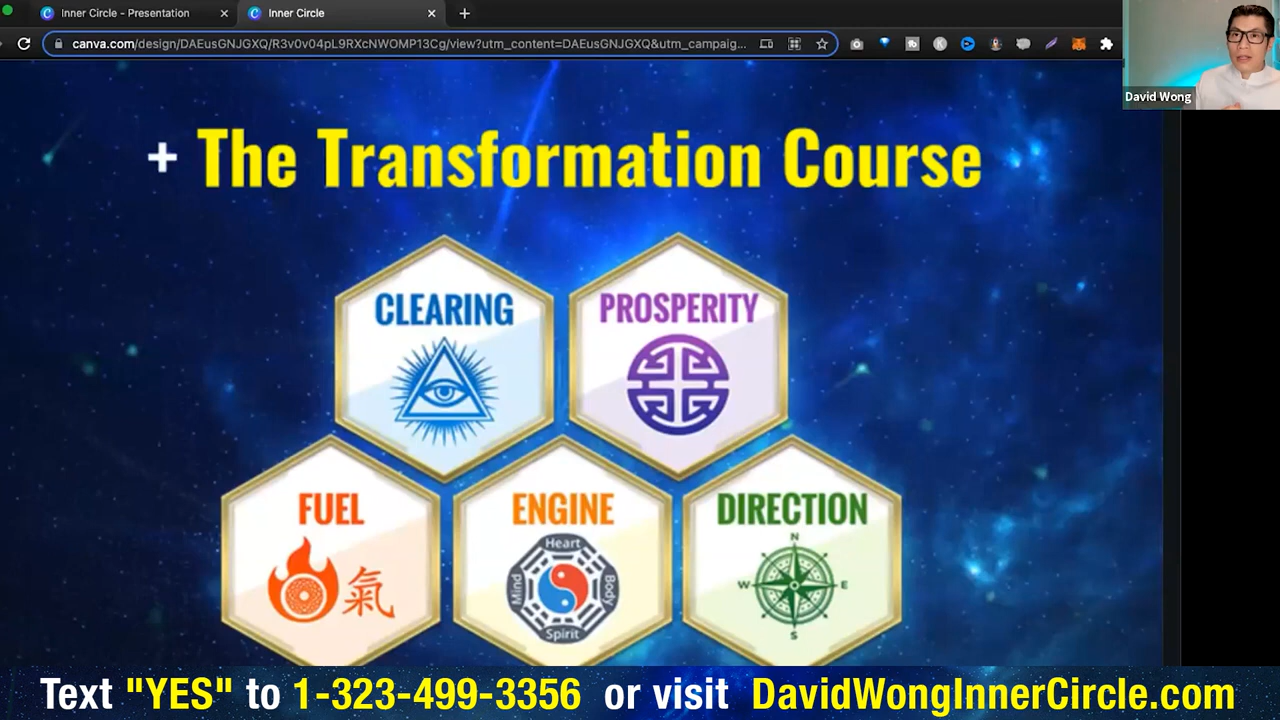 Inner Circle - Presentation
Inner Circle
canva.com/design/DAEusGNJGXQ/R3v0v04pL9RXcNWOMP13Cg/view?utm_content=DAEusGNJGXQ&utm_campaig...
David Wong
+ The Transformation Course
CLEARING
PROSPERITY
FUEL
氣
ENGINE
Heart
Mind
Body
Spirit
DIRECTION
N
W
E
S
Text "YES" to 1-323-499-3356 or visit DavidWongInnerCircle.com